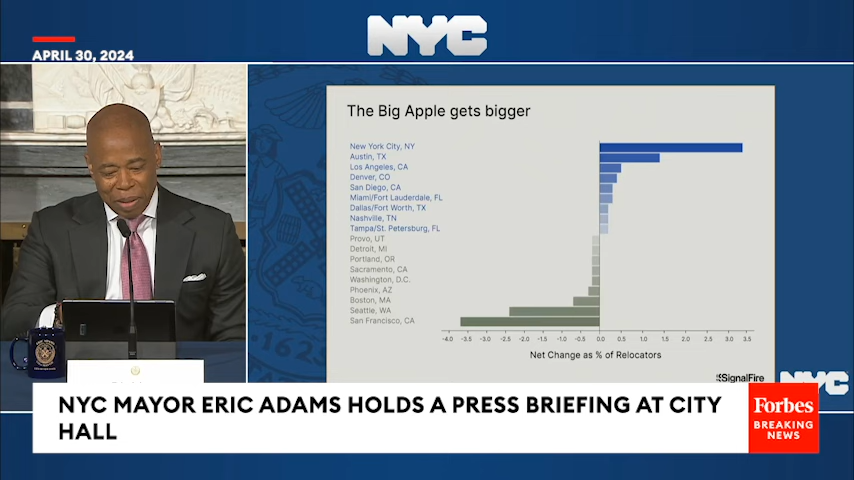 NYC
APRIL 30, 2024
The Big Apple gets bigger
New York City, NY
Austin, TX
Los Angeles, CA
Denver, CO
San Diego, CA
Miami/Fort Lauderdale, FL
Dallas/Fort Worth, TX
Nashville, TN
Tampa/St. Petersburg, FL
Provo, UT
Detroit, MI
Portland, OR
Sacramento, CA
Washington, D.C.
Phoenix, AZ
Boston, MA
Seattle, WA
San Francisco, CA
-4.0 -3.5 -3.0 -2.5 -2.0 -1.5 -1.0 -0.5 0.0 0.5 1.0 1.5 2.0 2.5 3.0 3.5
Net Change as % of Relocators
SignalFire
NYC
NYC MAYOR ERIC ADAMS HOLDS A PRESS BRIEFING AT CITY
HALL
Forbes
BREAKING
NEWS